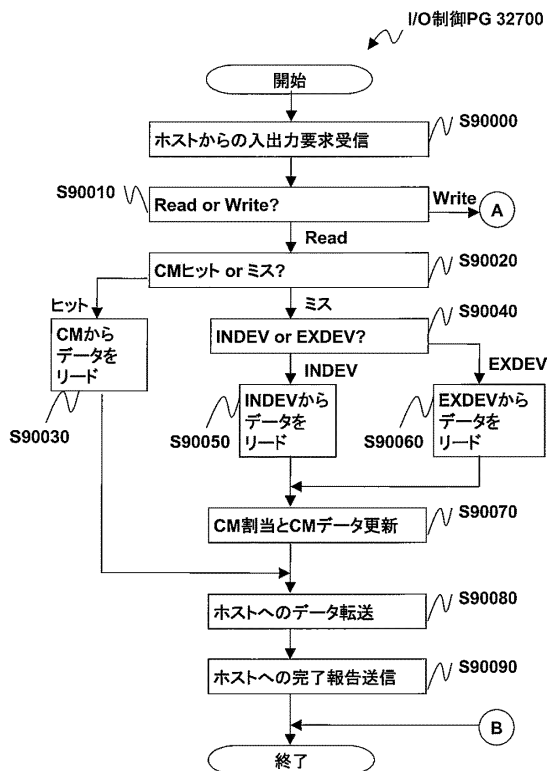 I/O制御PG 32700
開始
S90000
ホストからの入出力要求受信
S90010
Read or Write?
Write
A
Read
S90020
CMヒット or ミス?
ヒット
ミス
S90040
CMから
データを
リード
S90030
INDEV or EXDEV?
INDEV
EXDEV
INDEVから
データを
リード
S90050
EXDEVから
データを
リード
S90060
CM割当とCMデータ更新
S90070
ホストへのデータ転送
S90080
ホストへの完了報告送信
S90090
B
終了